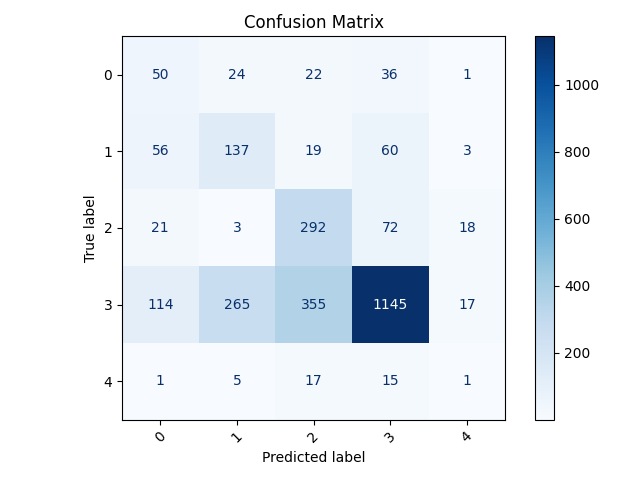 Confusion Matrix
0 50 24 22 36 1
1 56 137 19 60 3
2 21 3 292 72 18
3 114 265 355 1145 17
4 1 5 17 15 1
0 1 2 3 4
True label
Predicted label
1000
800
600
400
200